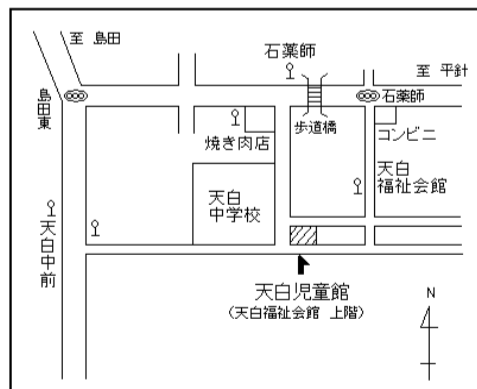 至 島田
石薬師
至 平針
島田東
石薬師
歩道橋
コンビニ
焼き肉店
天白
福祉会館
天白
中学校
天白中前
天白児童館
(天白福祉会館 上階)
N